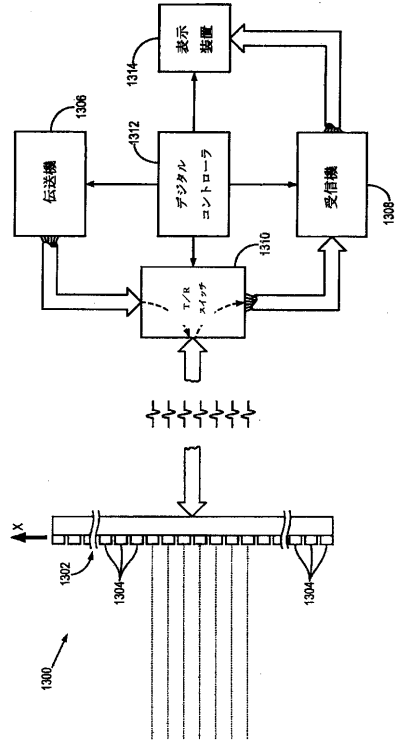 1300
X
1302
1304
1304
T/R
スイッチ
1310
1306
伝送機
1312
デジタル
コントローラ
1314
表示
装置
受信機
1308